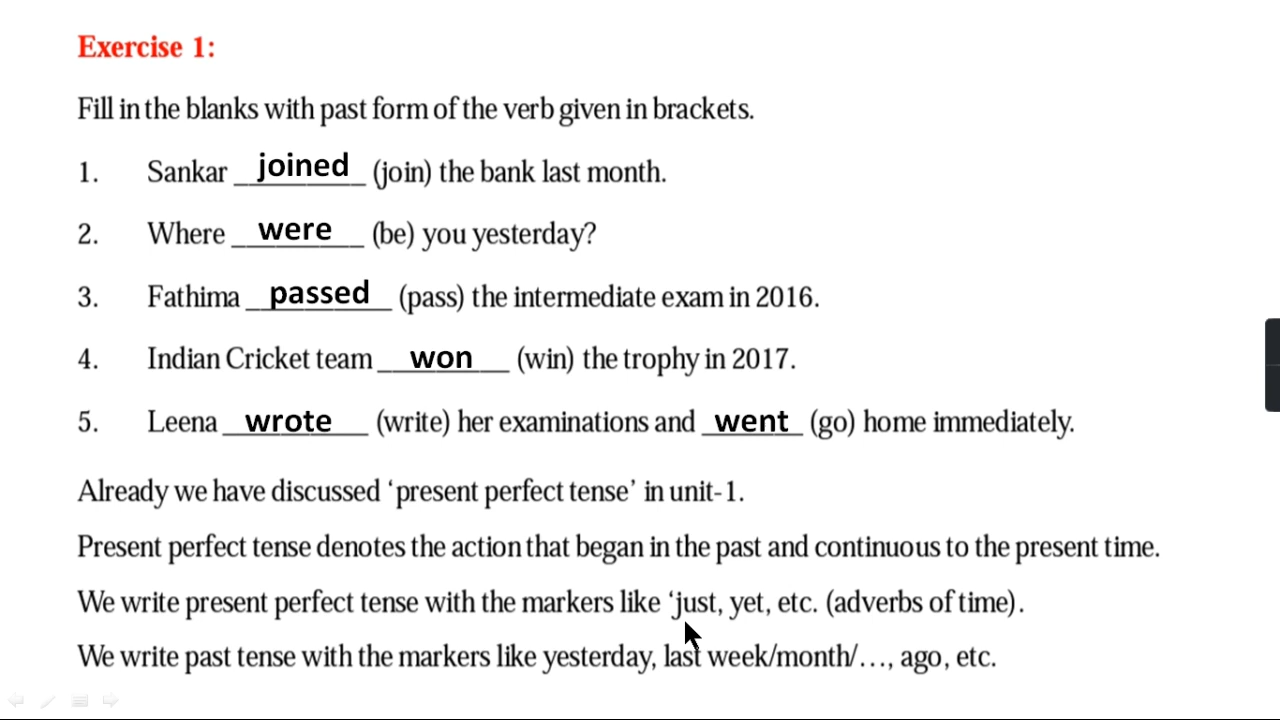 Exercise 1:
Fill in the blanks with past form of the verb given in brackets.
1. Sankar joined (join) the bank last month.
2. Where were (be) you yesterday?
3. Fathima passed (pass) the intermediate exam in 2016.
4. Indian Cricket team won (win) the trophy in 2017.
5. Leena wrote (write) her examinations and went (go) home immediately.
Already we have discussed ‘present perfect tense’ in unit-1.
Present perfect tense denotes the action that began in the past and continuous to the present time.
We write present perfect tense with the markers like ‘just, yet, etc. (adverbs of time).
We write past tense with the markers like yesterday, last week/month/…, ago, etc.